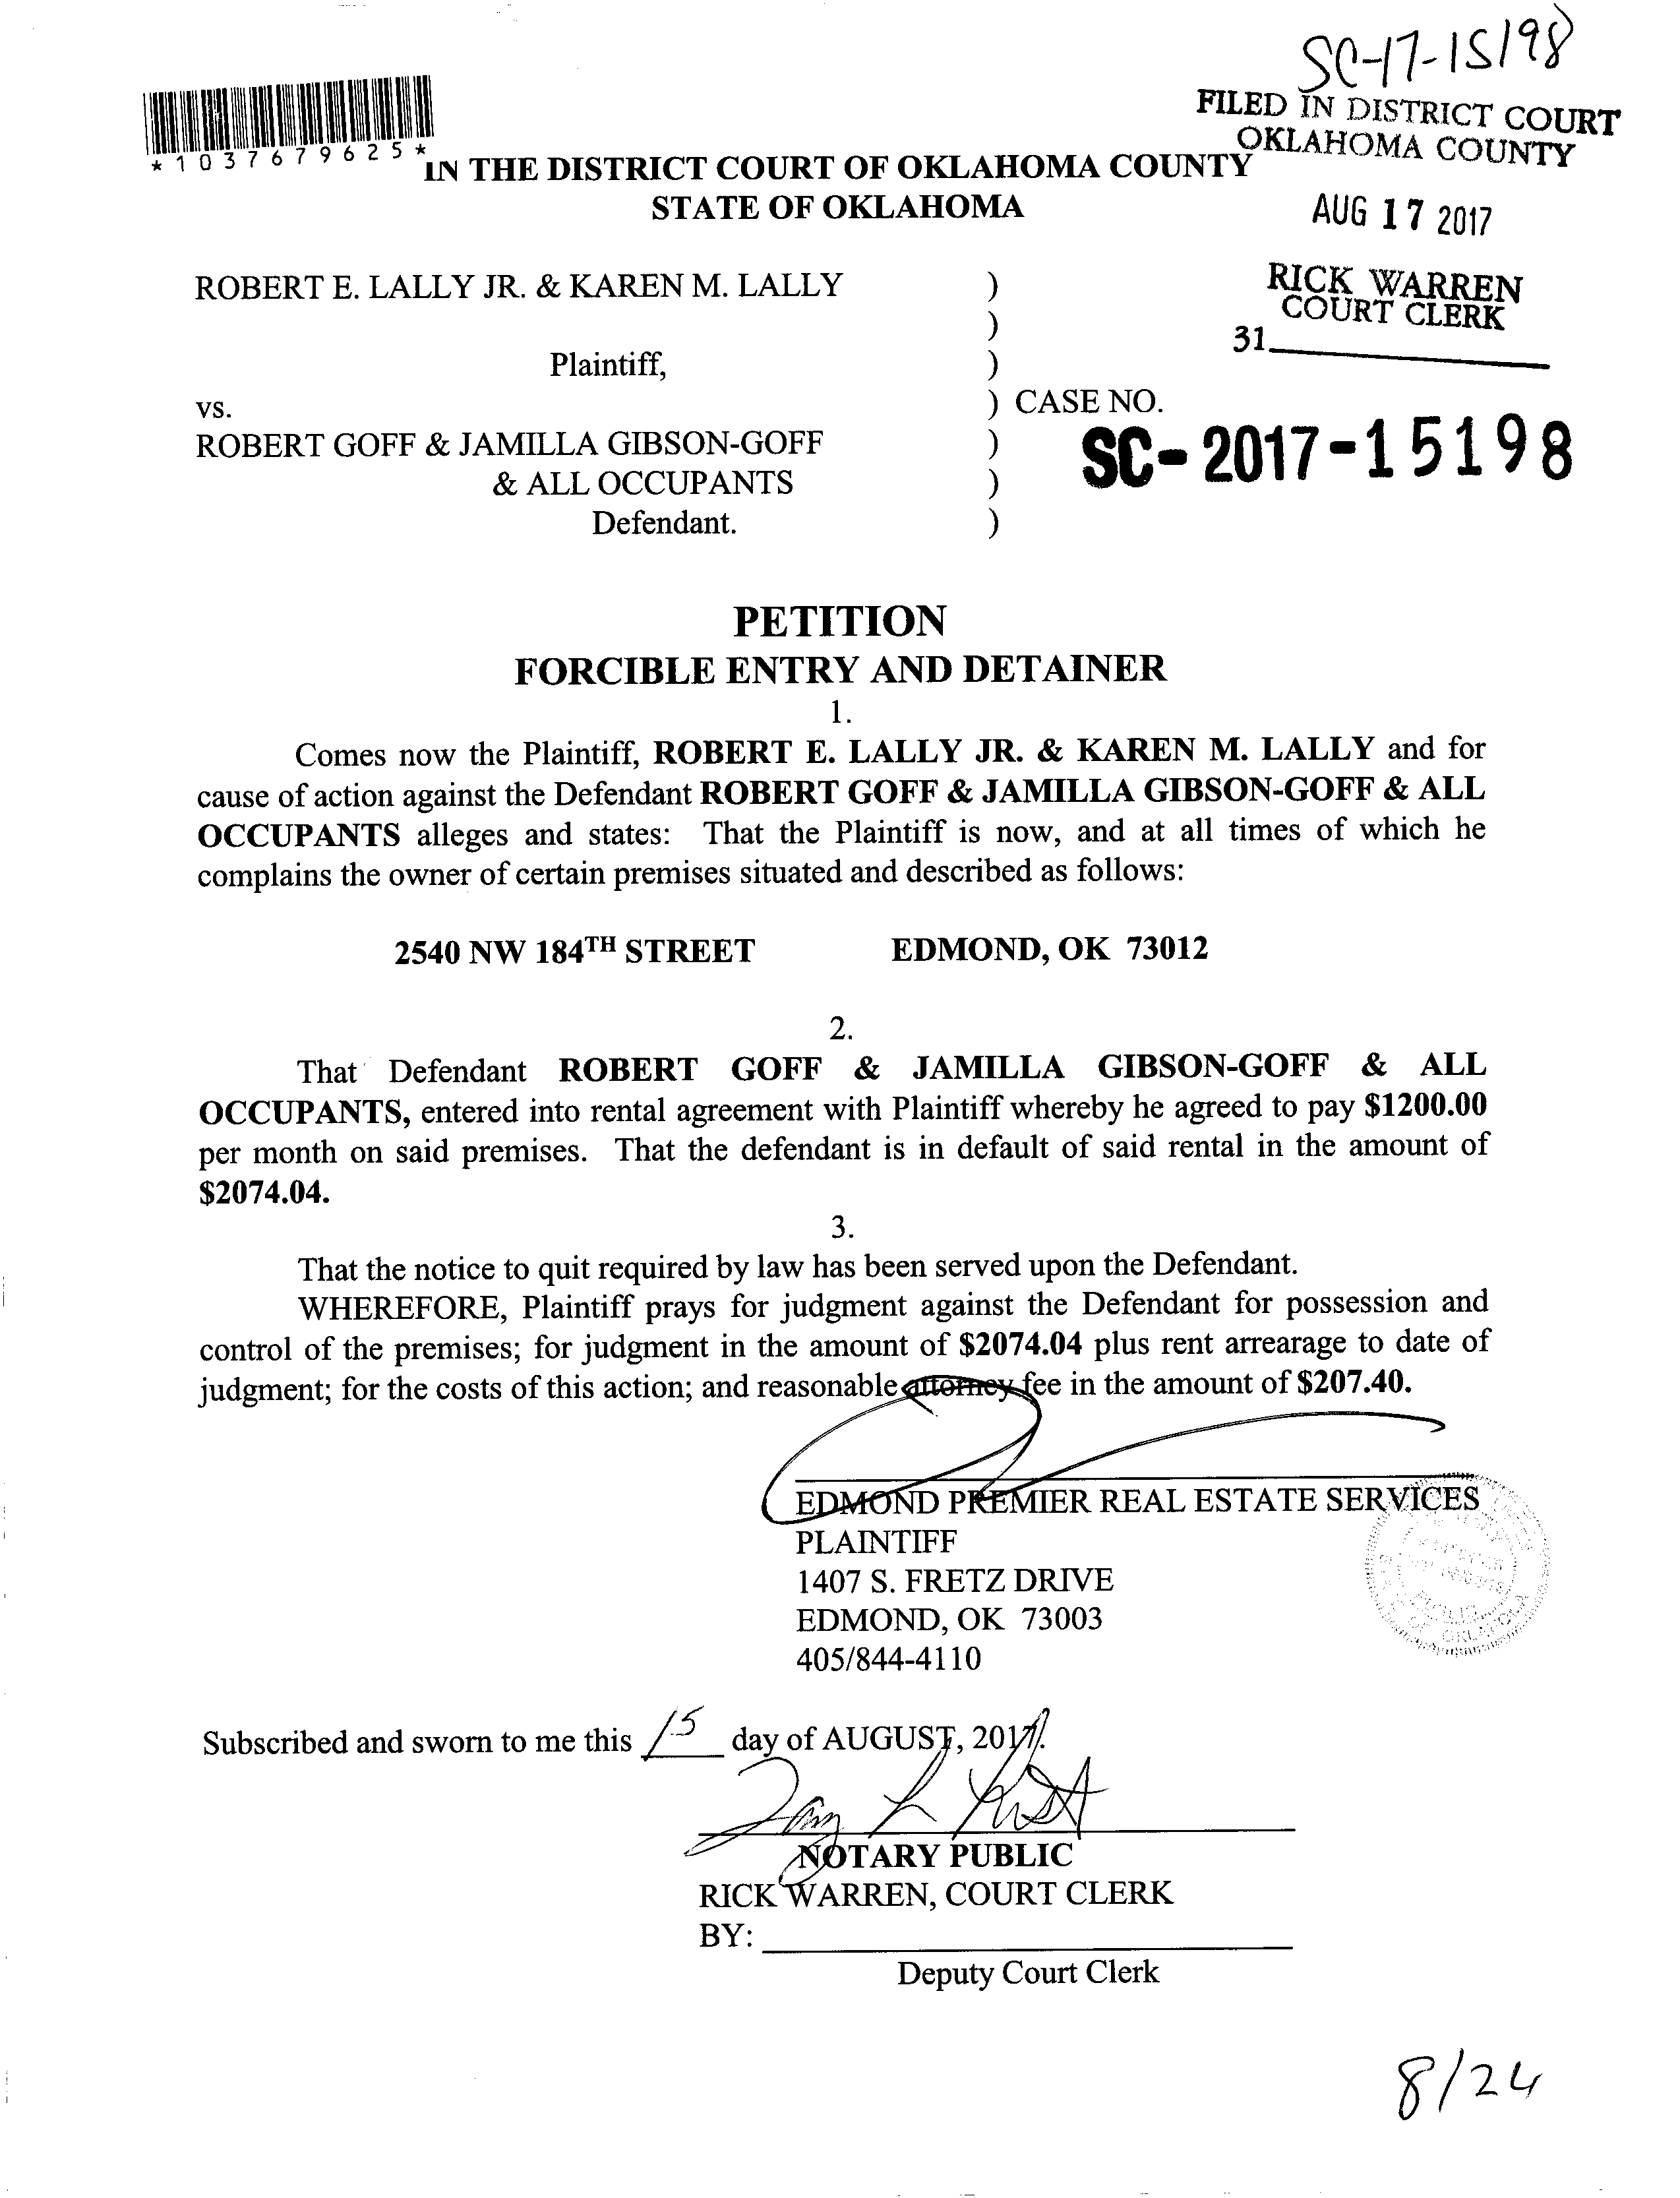 SC-17-15198
FILED IN DISTRICT COURT
OKLAHOMA COUNTY
*1037679625*
IN THE DISTRICT COURT OF OKLAHOMA COUNTY
STATE OF OKLAHOMA
AUG 17 2017
RICK WARREN
COURT CLERK
31
ROBERT E. LALLY JR. & KAREN M. LALLY )
)
Plaintiff, )
vs. ) CASE NO.
ROBERT GOFF & JAMILLA GIBSON-GOFF ) SC-2017-15198
& ALL OCCUPANTS )
Defendant. )
PETITION
FORCIBLE ENTRY AND DETAINER
1.
Comes now the Plaintiff, ROBERT E. LALLY JR. & KAREN M. LALLY and for
cause of action against the Defendant ROBERT GOFF & JAMILLA GIBSON-GOFF & ALL
OCCUPANTS alleges and states: That the Plaintiff is now, and at all times of which he
complains the owner of certain premises situated and described as follows:
2540 NW 184TH STREET EDMOND, OK 73012
2.
That Defendant ROBERT GOFF & JAMILLA GIBSON-GOFF & ALL
OCCUPANTS, entered into rental agreement with Plaintiff whereby he agreed to pay $1200.00
per month on said premises. That the defendant is in default of said rental in the amount of
$2074.04.
3.
That the notice to quit required by law has been served upon the Defendant.
WHEREFORE, Plaintiff prays for judgment against the Defendant for possession and
control of the premises; for judgment in the amount of $2074.04 plus rent arrearage to date of
judgment; for the costs of this action; and reasonable attorney fee in the amount of $207.40.
EDMOND PREMIER REAL ESTATE SERVICES
PLAINTIFF
1407 S. FRETZ DRIVE
EDMOND, OK 73003
405/844-4110
Subscribed and sworn to me this 15 day of AUGUST, 2017.
NOTARY PUBLIC
RICK WARREN, COURT CLERK
BY:
Deputy Court Clerk
8/24